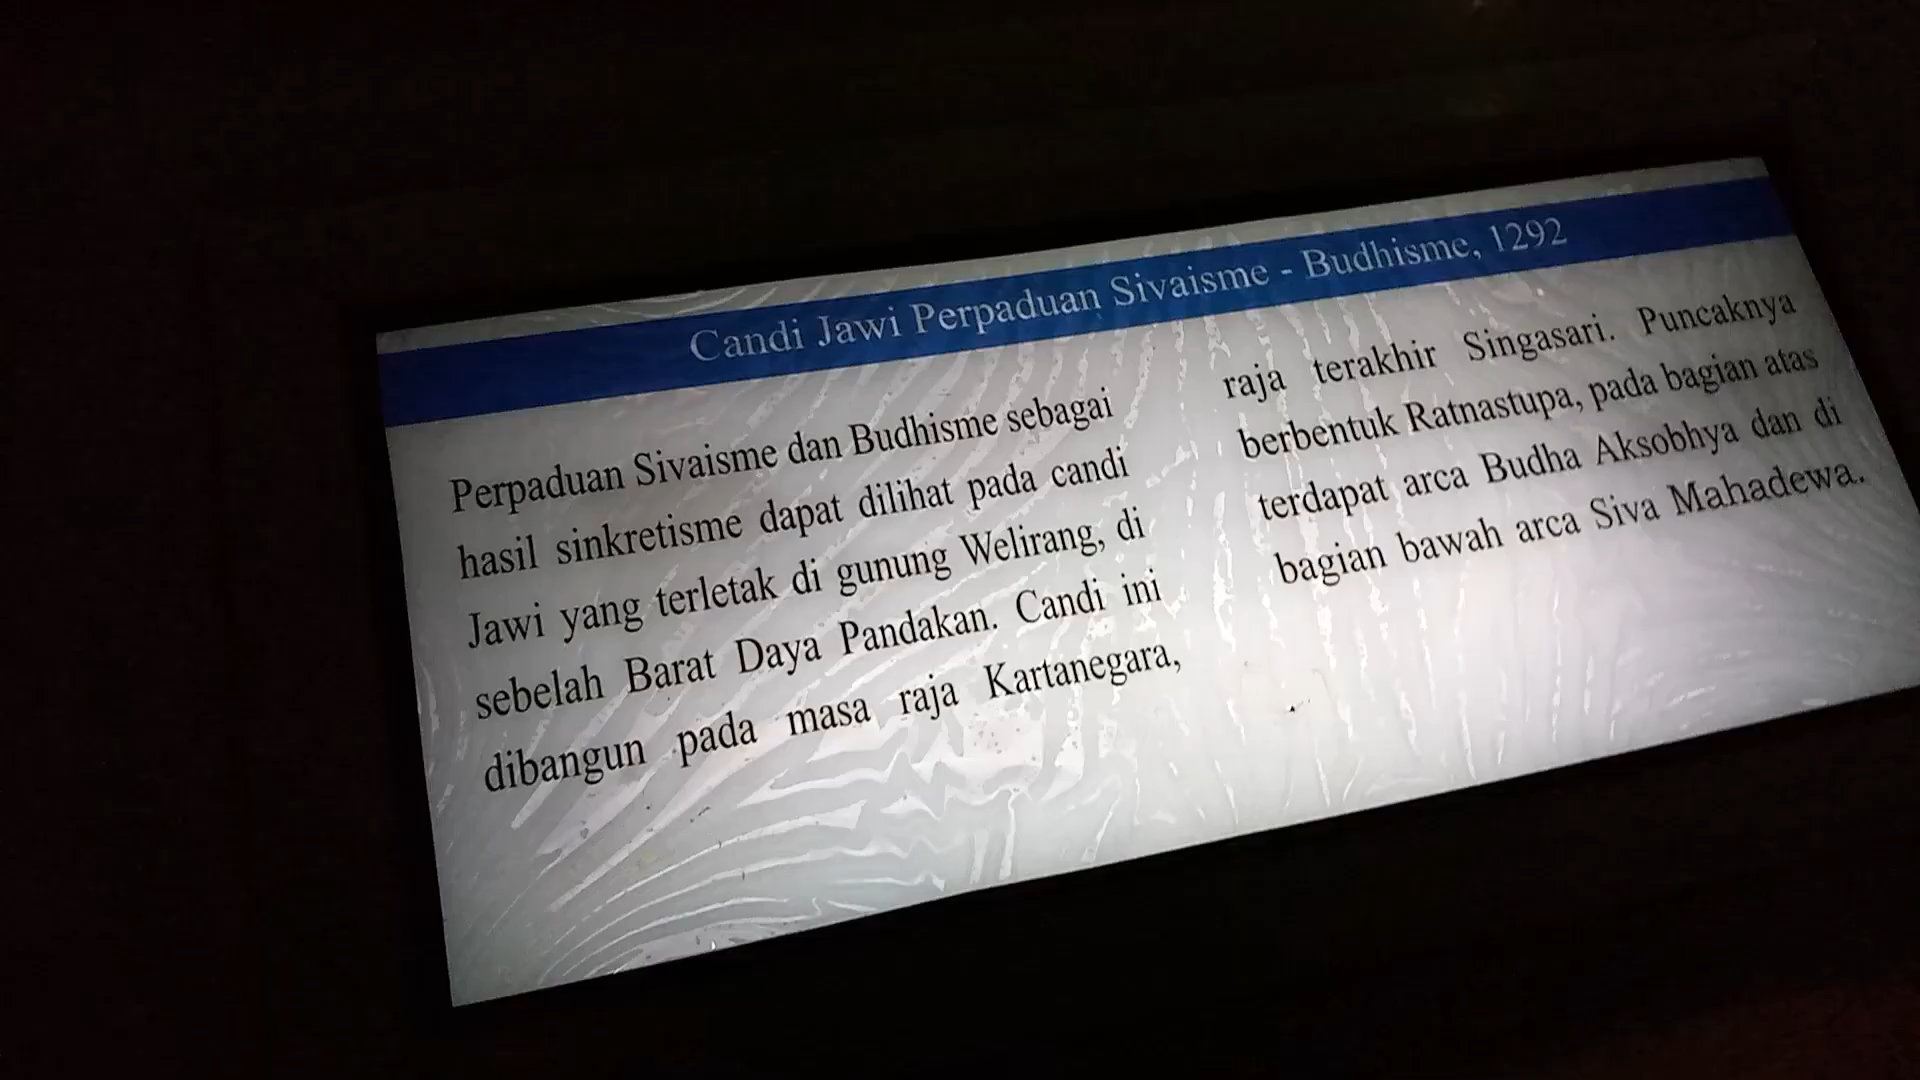 Candi Jawi Perpaduan Sivaisme - Budhisme, 1292
Perpaduan Sivaisme dan Budhisme sebagai
hasil sinkretisme dapat dilihat pada candi
Jawi yang terletak di gunung Welirang, di
sebelah Barat Daya Pandakan. Candi ini
dibangun pada masa raja Kartanegara,
raja terakhir Singasari. Puncaknya
berbentuk Ratnastupa, pada bagian atas
terdapat arca Budha Aksobhya dan di
bagian bawah arca Siva Mahadewa.